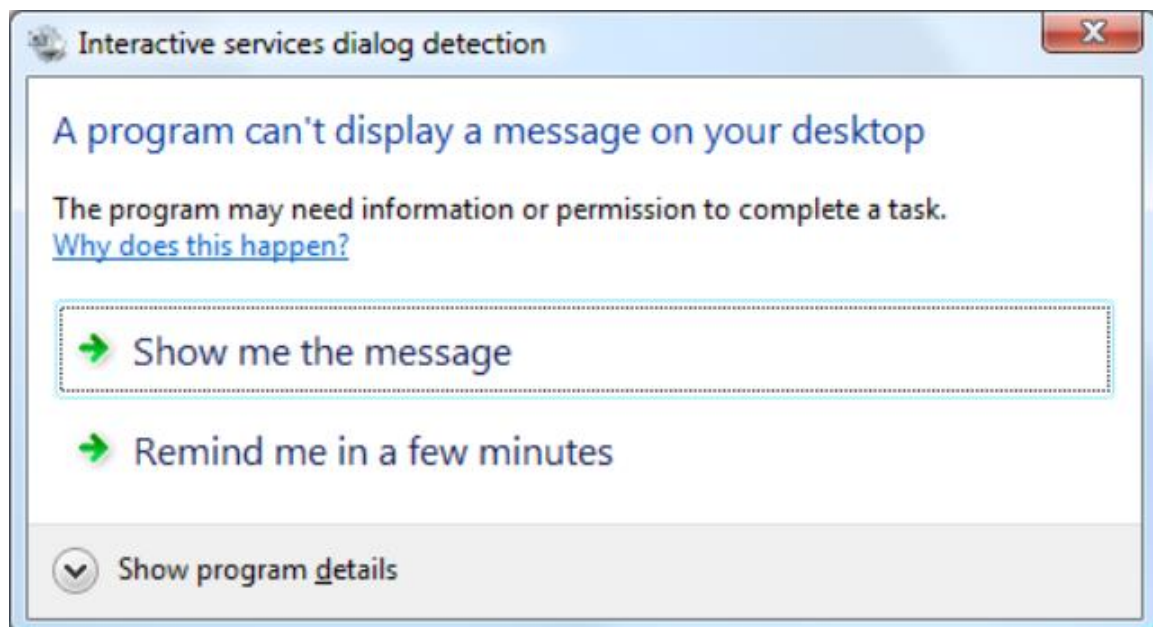 Interactive services dialog detection
A program can't display a message on your desktop
The program may need information or permission to complete a task.
Why does this happen?
Show me the message
Remind me in a few minutes
Show program details